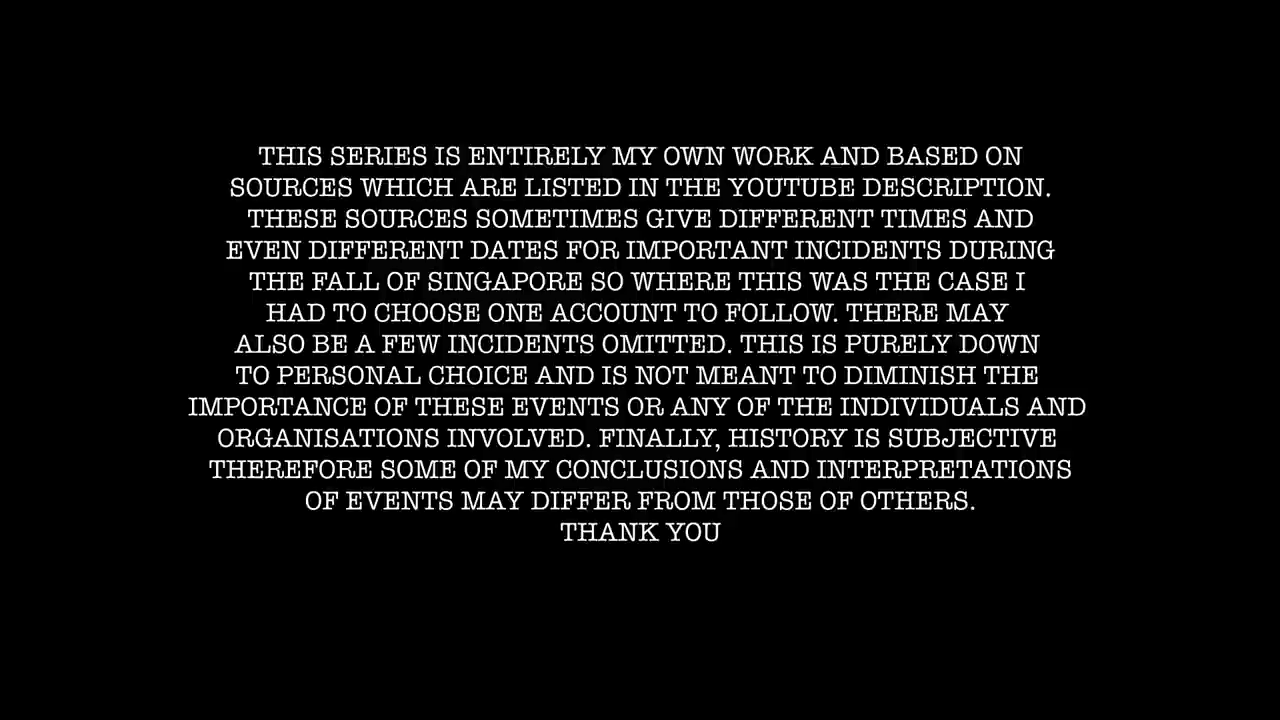 THIS SERIES IS ENTIRELY MY OWN WORK AND BASED ON
SOURCES WHICH ARE LISTED IN THE YOUTUBE DESCRIPTION.
THESE SOURCES SOMETIMES GIVE DIFFERENT TIMES AND
EVEN DIFFERENT DATES FOR IMPORTANT INCIDENTS DURING
THE FALL OF SINGAPORE SO WHERE THIS WAS THE CASE I
HAD TO CHOOSE ONE ACCOUNT TO FOLLOW. THERE MAY
ALSO BE A FEW INCIDENTS OMITTED. THIS IS PURELY DOWN
TO PERSONAL CHOICE AND IS NOT MEANT TO DIMINISH THE
IMPORTANCE OF THESE EVENTS OR ANY OF THE INDIVIDUALS AND
ORGANISATIONS INVOLVED. FINALLY, HISTORY IS SUBJECTIVE
THEREFORE SOME OF MY CONCLUSIONS AND INTERPRETATIONS
OF EVENTS MAY DIFFER FROM THOSE OF OTHERS.
THANK YOU